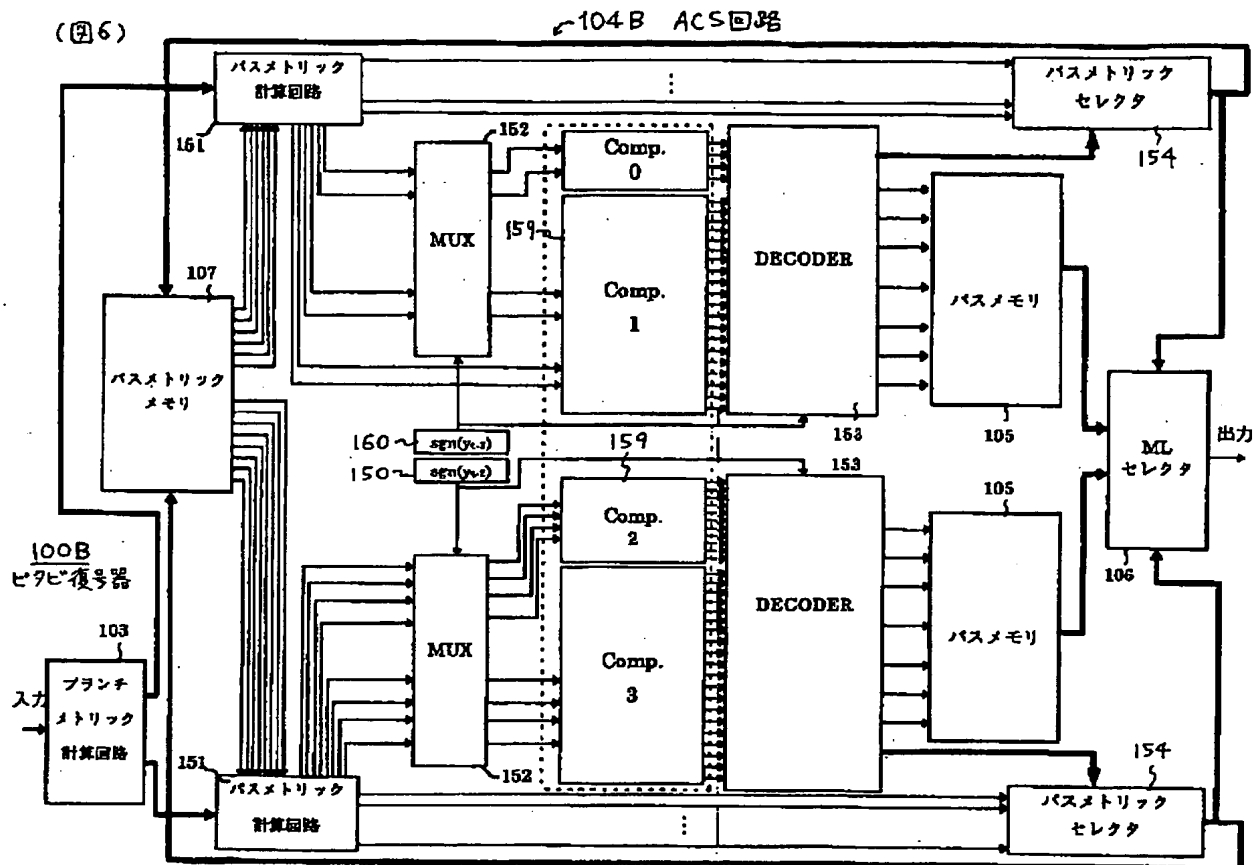 (図6)
104B ACS回路
パスメトリック
計算回路
151
152
MUX
Comp.
0
159
Comp.
1
DECODER
153
パスメトリック
セレクタ
154
パスメモリ
105
107
パスメトリック
メモリ
160
150
159
Comp.
2
Comp.
3
153
DECODER
105
パスメモリ
ML
セレクタ
106
出力
100B
ビタビ復号器
103
入力
ブランチ
メトリック
計算回路
151
パスメトリック
計算回路
MUX
152
154
パスメトリック
セレクタ